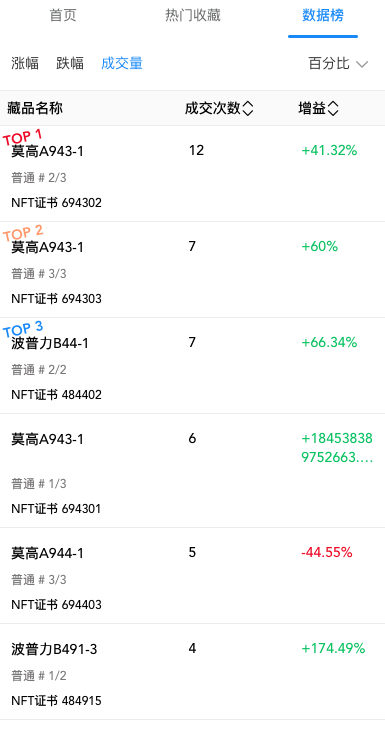 首页 热门收藏 数据榜
涨幅 跌幅 成交量 百分比
藏品名称 成交次数 增益
TOP 1
莫高A943-1 12 +41.32%
普通 # 2/3
NFT证书 694302
TOP 2
莫高A943-1 7 +60%
普通 # 3/3
NFT证书 694303
TOP 3
波普力B44-1 7 +66.34%
普通 # 2/2
NFT证书 484402
莫高A943-1 6 +18453838
9752663.…
普通 # 1/3
NFT证书 694301
莫高A944-1 5 -44.55%
普通 # 3/3
NFT证书 694403
波普力B491-3 4 +174.49%
普通 # 1/2
NFT证书 484915